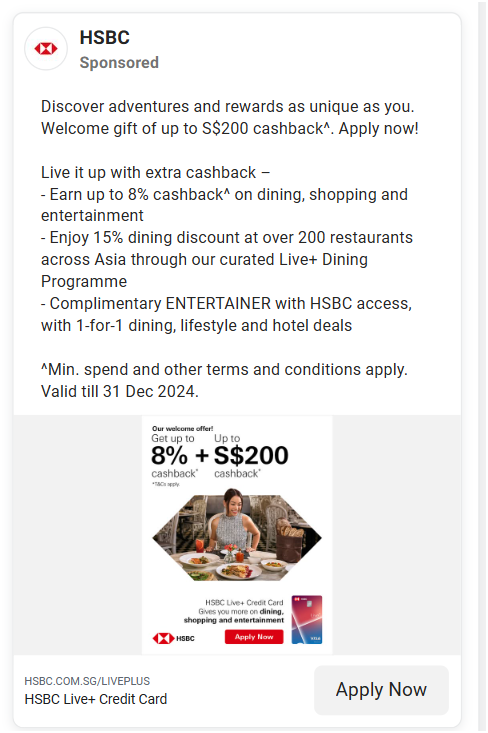 HSBC
Sponsored
Discover adventures and rewards as unique as you.
Welcome gift of up to S$200 cashback^. Apply now!
Live it up with extra cashback –
- Earn up to 8% cashback^ on dining, shopping and
entertainment
- Enjoy 15% dining discount at over 200 restaurants
across Asia through our curated Live+ Dining
Programme
- Complimentary ENTERTAINER with HSBC access,
with 1-for-1 dining, lifestyle and hotel deals
^Min. spend and other terms and conditions apply.
Valid till 31 Dec 2024.
Our welcome offer!
Get up to Up to
8% + S$200
cashback^ cashback^
^T&Cs apply.
HSBC Live+ Credit Card
Gives you more on dining,
shopping and entertainment
HSBC
Apply Now
VISA
HSBC.COM.SG/LIVEPLUS
HSBC Live+ Credit Card
Apply Now